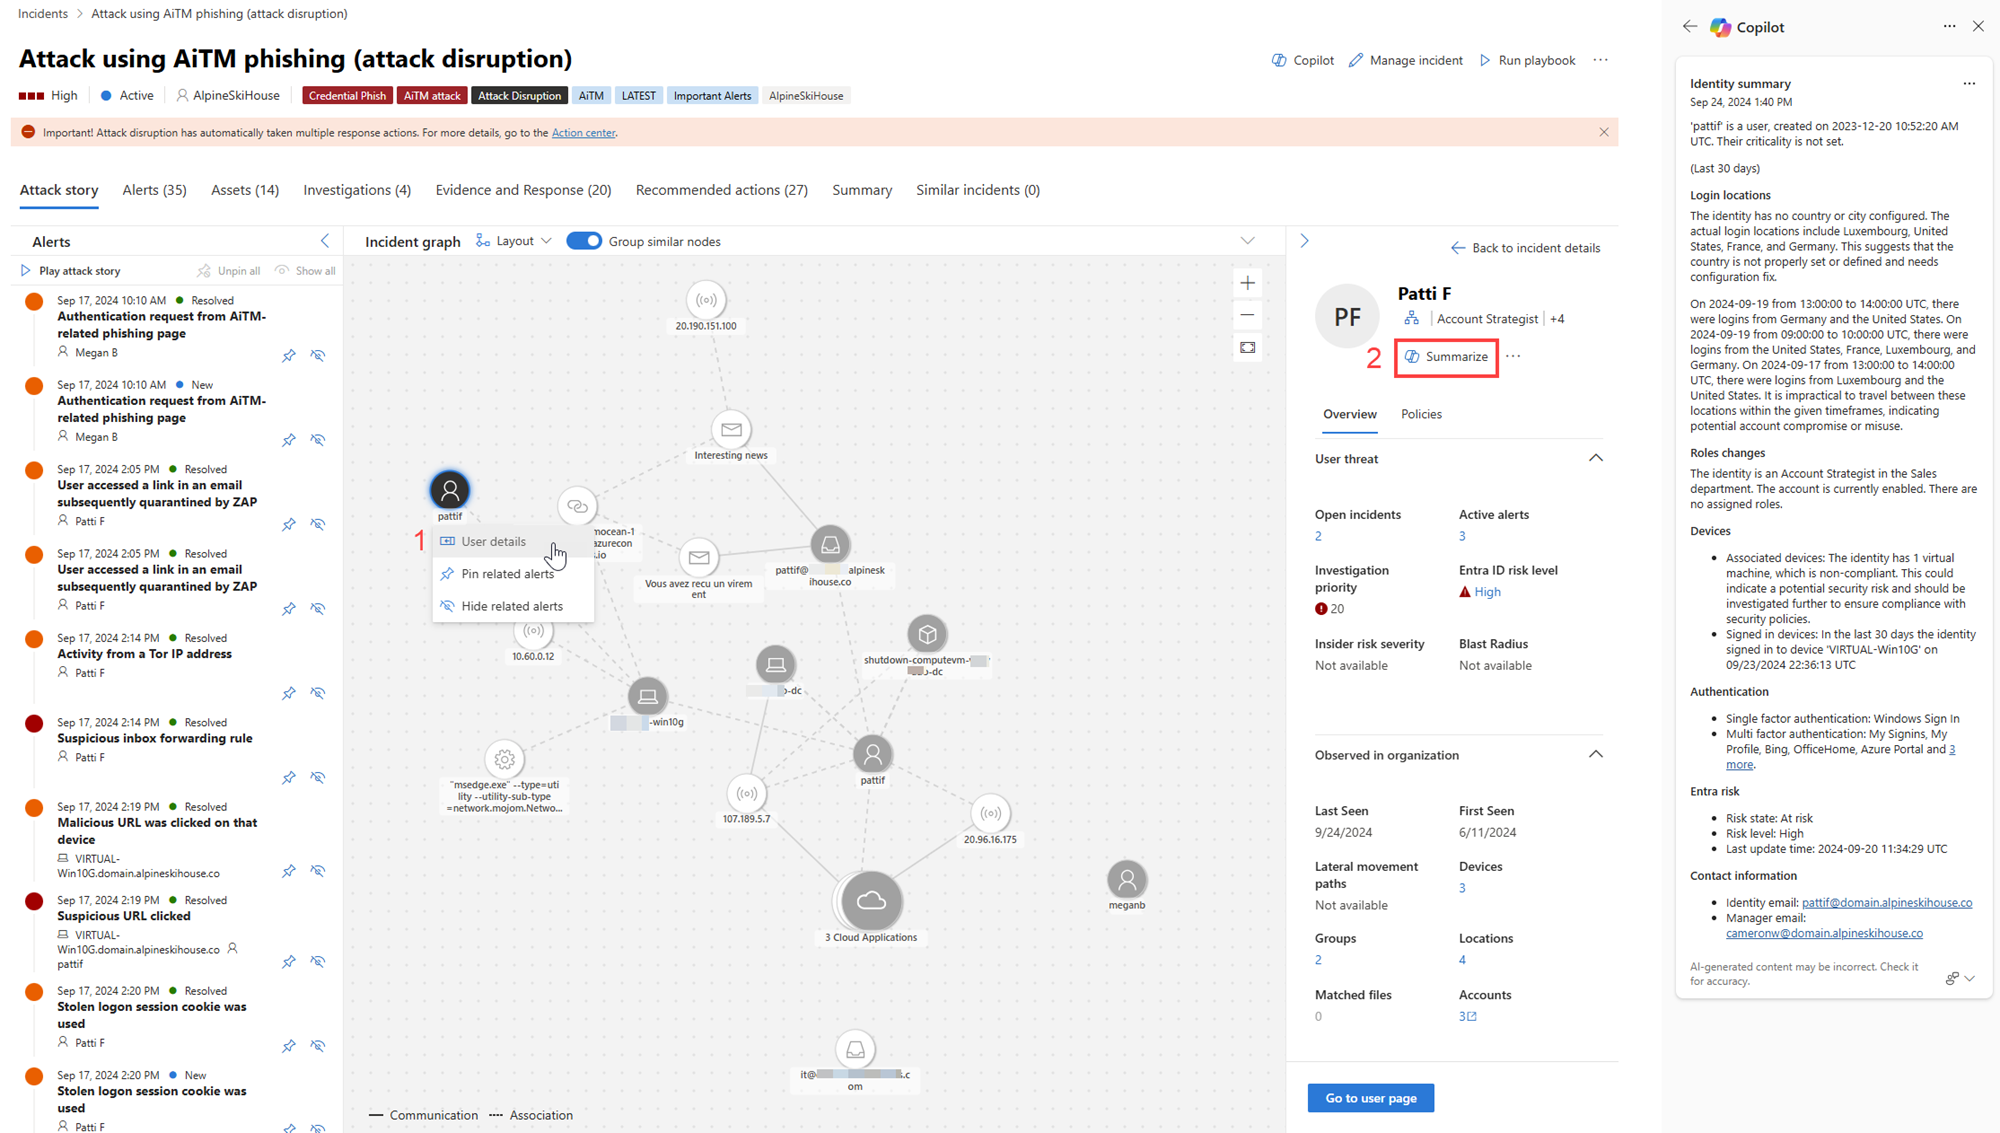 Incidents > Attack using AiTM phishing (attack disruption)
Attack using AiTM phishing (attack disruption)
Copilot
Manage incident
Run playbook
High
Active
AlpineSkiHouse
Credential Phish
AiTM attack
Attack Disruption
AiTM
LATEST
Important Alerts
AlpineSkiHouse
Important! Attack disruption has automatically taken multiple response actions. For more details, go to the Action center.
Attack story
Alerts (35)
Assets (14)
Investigations (4)
Evidence and Response (20)
Recommended actions (27)
Summary
Similar incidents (0)
Alerts
Play attack story
Unpin all
Show all
Sep 17, 2024 10:10 AM Resolved
Authentication request from AiTM-
related phishing page
Megan B
Sep 17, 2024 10:10 AM New
Authentication request from AiTM-
related phishing page
Megan B
Sep 17, 2024 2:05 PM Resolved
User accessed a link in an email
subsequently quarantined by ZAP
Patti F
Sep 17, 2024 2:05 PM Resolved
User accessed a link in an email
subsequently quarantined by ZAP
Patti F
Sep 17, 2024 2:14 PM Resolved
Activity from a Tor IP address
Patti F
Sep 17, 2024 2:14 PM Resolved
Suspicious inbox forwarding rule
Patti F
Sep 17, 2024 2:19 PM Resolved
Malicious URL was clicked on that
device
VIRTUAL-
Win10G.domain.alpineskihouse.co
Sep 17, 2024 2:19 PM Resolved
Suspicious URL clicked
VIRTUAL-
Win10G.domain.alpineskihouse.co
pattif
Sep 17, 2024 2:20 PM Resolved
Stolen logon session cookie was
used
Patti F
Sep 17, 2024 2:20 PM New
Stolen logon session cookie was
used
Patti F
Incident graph
Layout
Group similar nodes
20.190.151.100
Interesting news
pattif
1
User details
Pin related alerts
Hide related alerts
mocean-1
azurecon
s.io
Vous avez recu un virem
ent
pattif@ alpinesk
ihouse.co
10.60.0.12
shutdown-computevm-
-dc
-dc
-win10g
"msedge.exe" --type=uti
lity --utility-sub-type
=network.mojom.Netwo...
pattif
107.189.5.7
20.96.16.175
meganb
3 Cloud Applications
it@ .c
om
Communication
Association
Back to incident details
PF
Patti F
Account Strategist
+4
2
Summarize
Overview
Policies
User threat
Open incidents
2
Active alerts
3
Investigation
priority
20
Entra ID risk level
High
Insider risk severity
Not available
Blast Radius
Not available
Observed in organization
Last Seen
9/24/2024
First Seen
6/11/2024
Lateral movement
paths
Not available
Devices
3
Groups
2
Locations
4
Matched files
0
Accounts
3
Go to user page
Copilot
Identity summary
Sep 24, 2024 1:40 PM
'pattif' is a user, created on 2023-12-20 10:52:20 AM
UTC. Their criticality is not set.
(Last 30 days)
Login locations
The identity has no country or city configured. The
actual login locations include Luxembourg, United
States, France, and Germany. This suggests that the
country is not properly set or defined and needs
configuration fix.
On 2024-09-19 from 13:00:00 to 14:00:00 UTC, there
were logins from Germany and the United States. On
2024-09-19 from 09:00:00 to 10:00:00 UTC, there were
logins from the United States, France, Luxembourg, and
Germany. On 2024-09-17 from 13:00:00 to 14:00:00
UTC, there were logins from Luxembourg and the
United States. It is impractical to travel between these
locations within the given timeframes, indicating
potential account compromise or misuse.
Roles changes
The identity is an Account Strategist in the Sales
department. The account is currently enabled. There are
no assigned roles.
Devices
• Associated devices: The identity has 1 virtual
machine, which is non-compliant. This could
indicate a potential security risk and should be
investigated further to ensure compliance with
security policies.
• Signed in devices: In the last 30 days the identity
signed in to device 'VIRTUAL-Win10G' on
09/23/2024 22:36:13 UTC
Authentication
• Single factor authentication: Windows Sign In
• Multi factor authentication: My Signins, My
Profile, Bing, OfficeHome, Azure Portal and 3
more.
Entra risk
• Risk state: At risk
• Risk level: High
• Last update time: 2024-09-20 11:34:29 UTC
Contact information
• Identity email: pattif@domain.alpineskihouse.co
• Manager email:
cameronw@domain.alpineskihouse.co
AI-generated content may be incorrect. Check it
for accuracy.